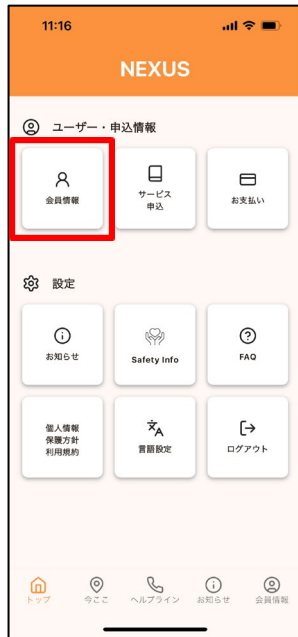 11:16
NEXUS
ユーザー・申込情報
会員情報
サービス
申込
お支払い
設定
お知らせ
Safety Info
FAQ
個人情報
保護方針
利用規約
言語設定
ログアウト
トップ
今ここ
ヘルプライン
お知らせ
会員情報